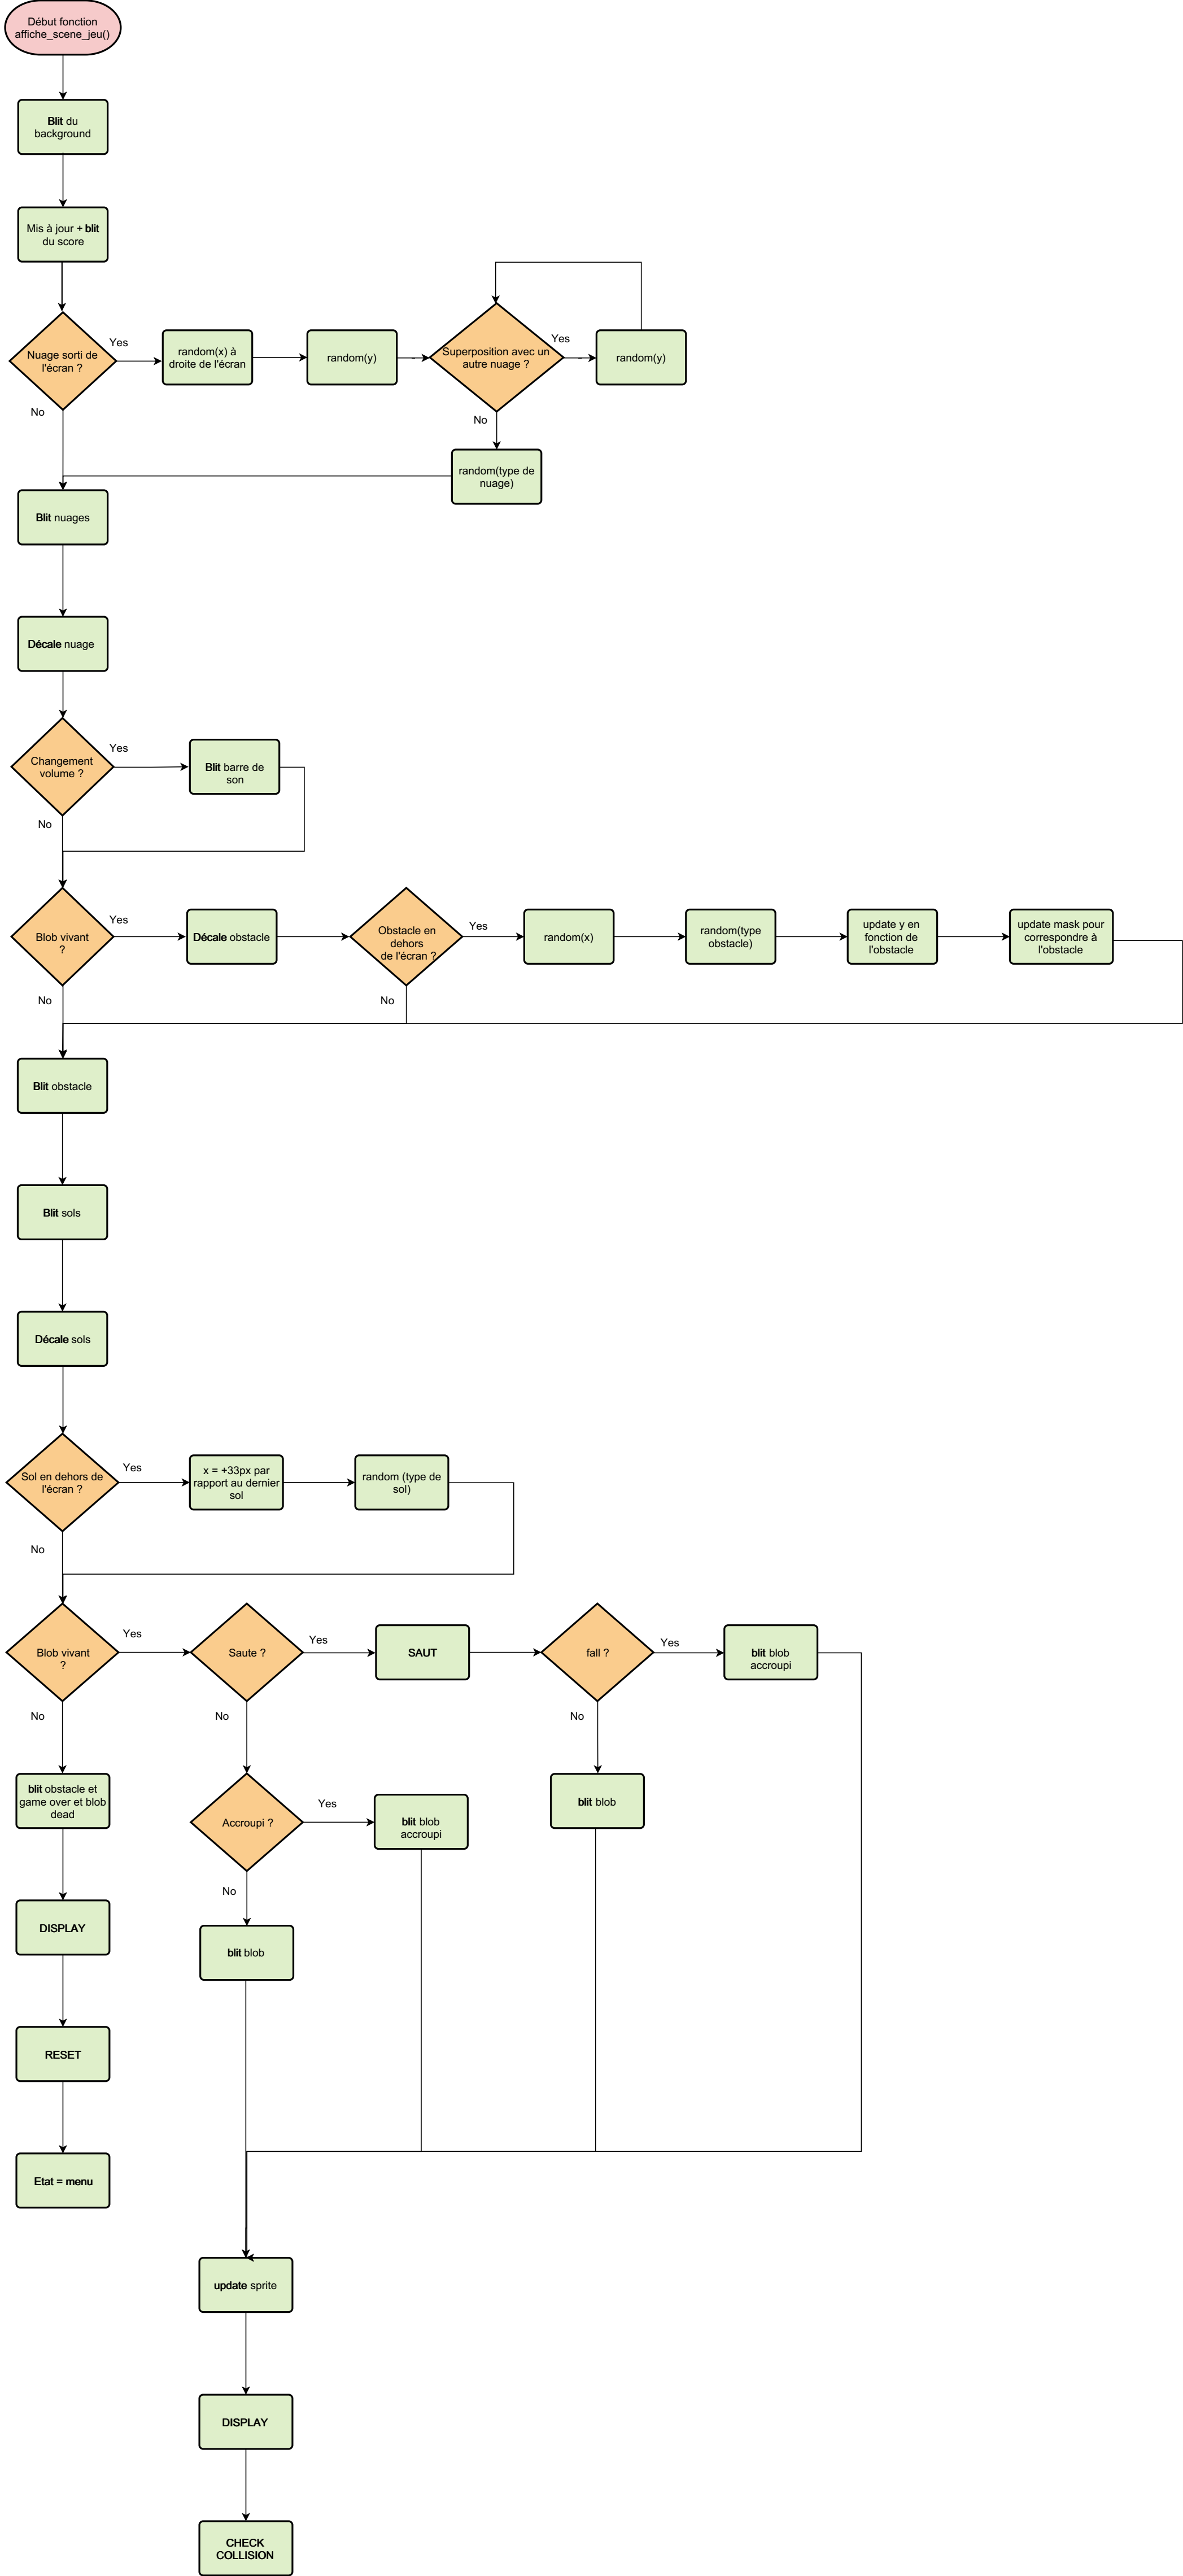 Début fonction
affiche_scene_jeu()
Blit du
background
Mis à jour + blit
du score
Nuage sorti de
l'écran ?
Yes
random(x) à
droite de l'écran
random(y)
Superposition avec un
autre nuage ?
Yes
random(y)
No
No
random(type de
nuage)
Blit nuages
Décale nuage
Changement
volume ?
Yes
Blit barre de
son
No
Blob vivant
?
Yes
Décale obstacle
Obstacle en
dehors
de l'écran ?
Yes
random(x)
random(type
obstacle)
update y en
fonction de
l'obstacle
update mask pour
correspondre à
l'obstacle
No
No
Blit obstacle
Blit sols
Décale sols
Sol en dehors de
l'écran ?
Yes
x = +33px par
rapport au dernier
sol
random (type de
sol)
No
Blob vivant
?
Yes
Saute ?
Yes
SAUT
fall ?
Yes
blit blob
accroupi
No
No
No
blit obstacle et
game over et blob
dead
Accroupi ?
Yes
blit blob
accroupi
blit blob
No
DISPLAY
blit blob
RESET
Etat = menu
update sprite
DISPLAY
CHECK
COLLISION